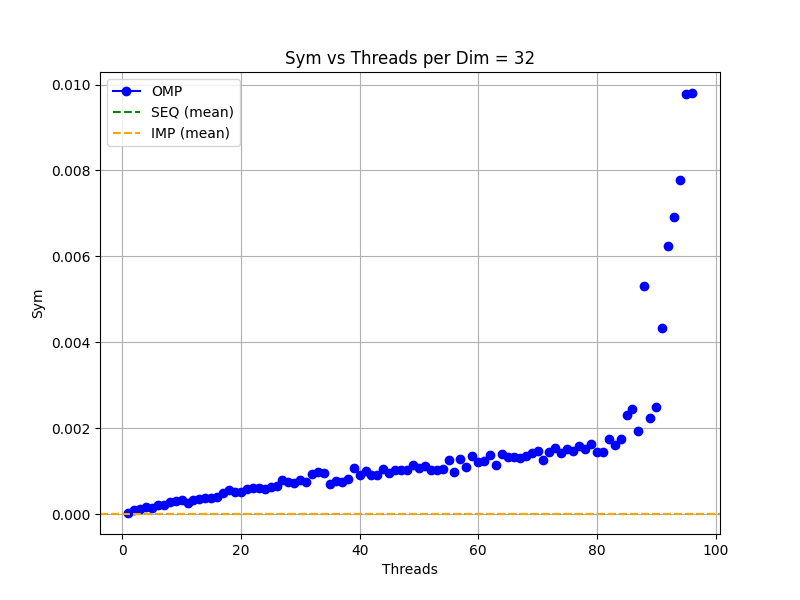 Sym vs Threads per Dim = 32
OMP
SEQ (mean)
IMP (mean)
0.010
0.008
0.006
0.004
0.002
0.000
Sym
0
20
40
60
80
100
Threads